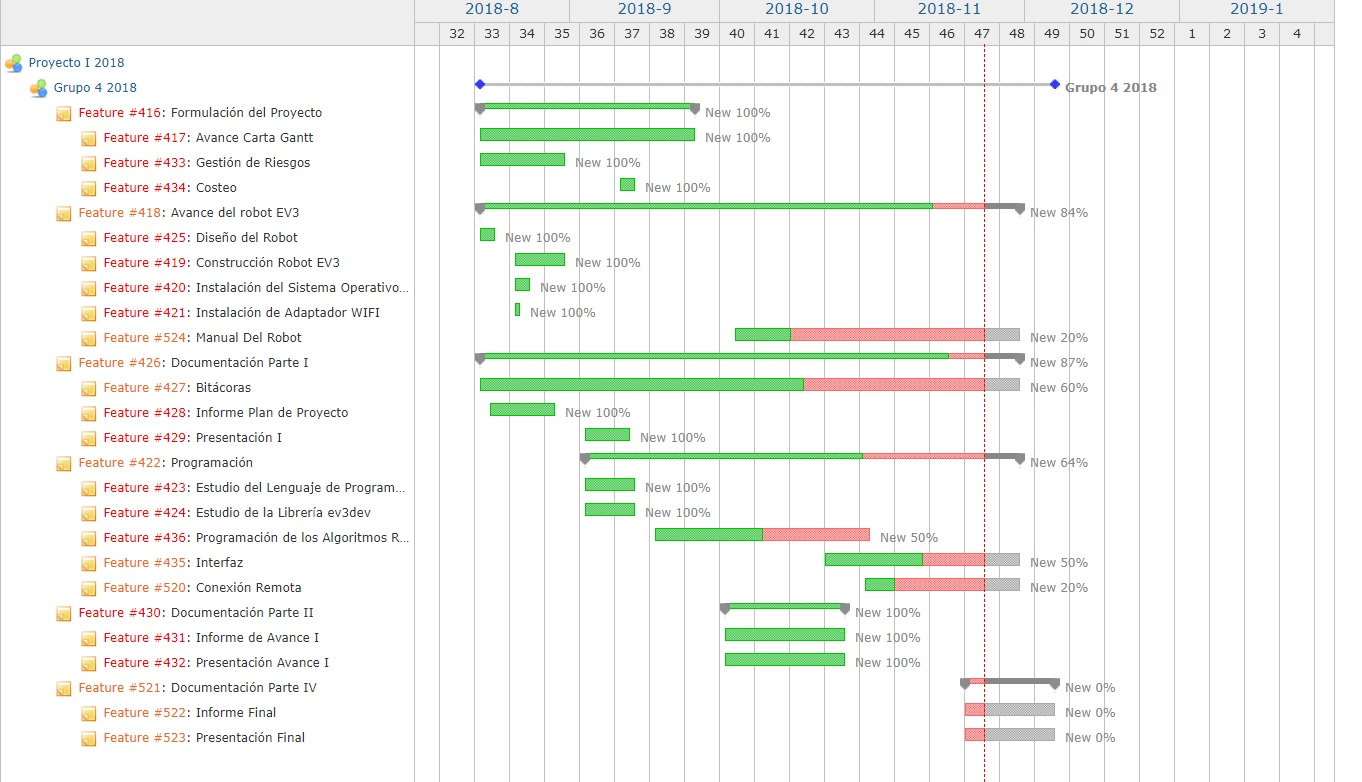 2018-8 2018-9 2018-10 2018-11 2018-12 2019-1
32 33 34 35 36 37 38 39 40 41 42 43 44 45 46 47 48 49 50 51 52 1 2 3 4
Proyecto I 2018
Grupo 4 2018 Grupo 4 2018
Feature #416: Formulación del Proyecto New 100%
Feature #417: Avance Carta Gantt New 100%
Feature #433: Gestión de Riesgos New 100%
Feature #434: Costeo New 100%
Feature #418: Avance del robot EV3 New 84%
Feature #425: Diseño del Robot New 100%
Feature #419: Construcción Robot EV3 New 100%
Feature #420: Instalación del Sistema Operativo... New 100%
Feature #421: Instalación de Adaptador WIFI New 100%
Feature #524: Manual Del Robot New 20%
Feature #426: Documentación Parte I New 87%
Feature #427: Bitácoras New 60%
Feature #428: Informe Plan de Proyecto New 100%
Feature #429: Presentación I New 100%
Feature #422: Programación New 64%
Feature #423: Estudio del Lenguaje de Program... New 100%
Feature #424: Estudio de la Librería ev3dev New 100%
Feature #436: Programación de los Algoritmos R... New 50%
Feature #435: Interfaz New 50%
Feature #520: Conexión Remota New 20%
Feature #430: Documentación Parte II New 100%
Feature #431: Informe de Avance I New 100%
Feature #432: Presentación Avance I New 100%
Feature #521: Documentación Parte IV New 0%
Feature #522: Informe Final New 0%
Feature #523: Presentación Final New 0%